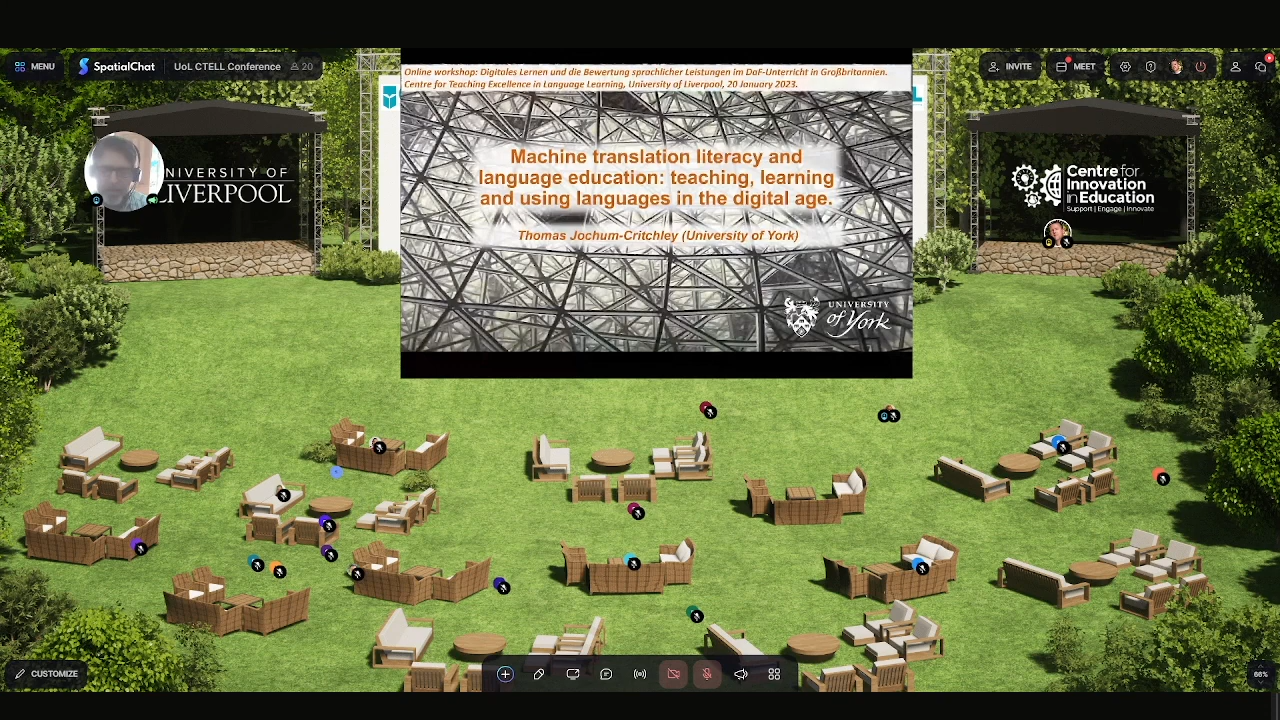 MENU
SpatialChat
UoL CTELL Conference
20
INVITE
MEET
Online workshop: Digitales Lernen und die Bewertung sprachlicher Leistungen im DaF-Unterricht in Großbritannien.
Centre for Teaching Excellence in Language Learning, University of Liverpool, 20 January 2023.
Machine translation literacy and
language education: teaching, learning
and using languages in the digital age.
Thomas Jochum-Critchley (University of York)
UNIVERSITY
of York
NIVERSITY OF
LIVERPOOL
Centre for
Innovation
in Education
Support | Engage | Innovate
CUSTOMIZE
66%